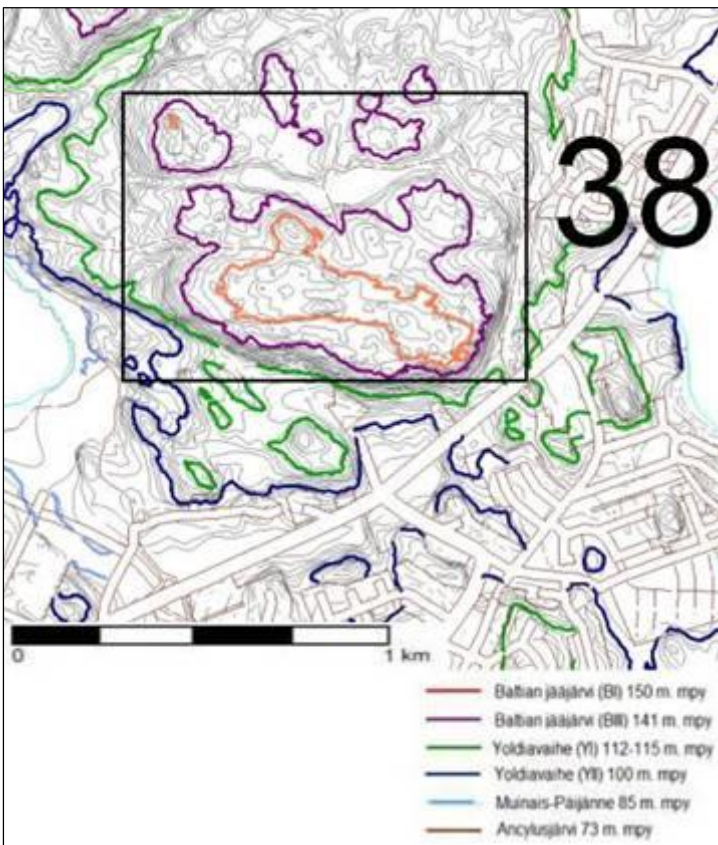 38
0 1 km
Baltian jääjärvi (BI) 150 m. mpy
Baltian jääjärvi (BIII) 141 m. mpy
Yoldiavaihe (YI) 112-115 m. mpy
Yoldiavaihe (YII) 100 m. mpy
Muinais-Päijänne 85 m. mpy
Ancylusjärvi 73 m. mpy